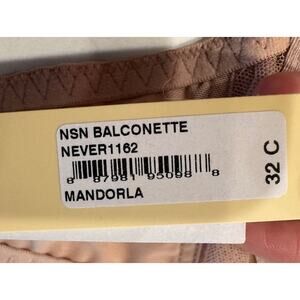 NSN BALCONETTE
NEVER1162
8 87981 95098 8
MANDORLA
32 C